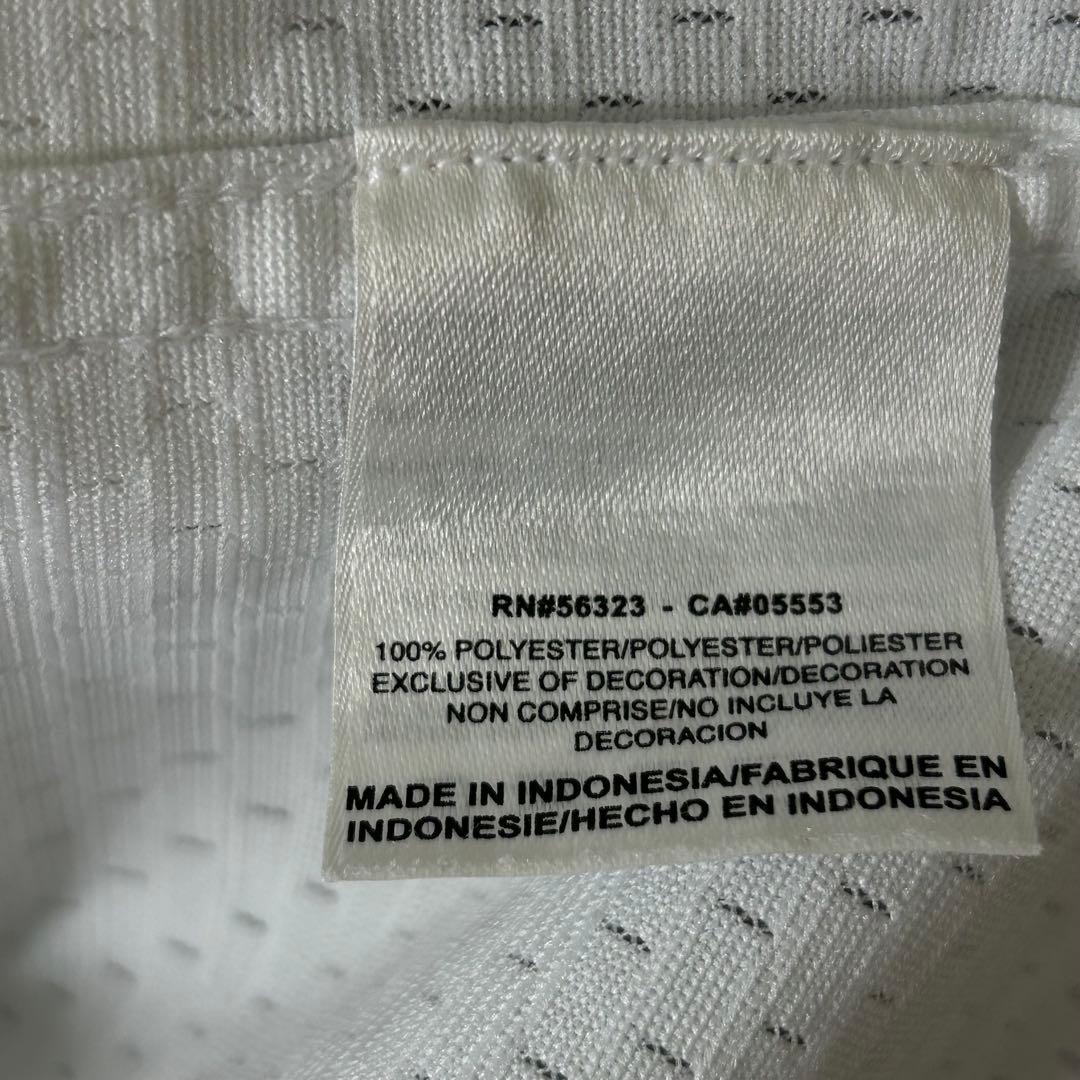 RN#56323 - CA#05553
100% POLYESTER/POLYESTER/POLIESTER
EXCLUSIVE OF DECORATION/DECORATION
NON COMPRISE/NO INCLUYE LA
DECORACION
MADE IN INDONESIA/FABRIQUE EN
INDONESIE/HECHO EN INDONESIA